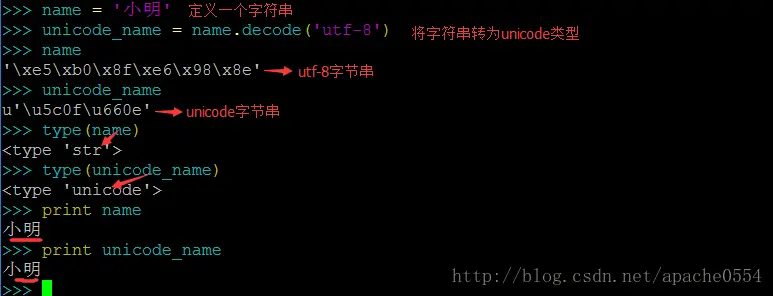 >>> name = '小明' 定义一个字符串
>>> unicode_name = name.decode('utf-8') 将字符串转为unicode类型
>>> name
'\xe5\xb0\x8f\xe6\x98\x8e' utf-8字节串
>>> unicode_name
u'\u5c0f\u660e' unicode字节串
>>> type(name)
<type 'str'>
>>> type(unicode_name)
<type 'unicode'>
>>> print name
小明
>>> print unicode_name
小明
>>>
http://blog.csdn.net/apache0554